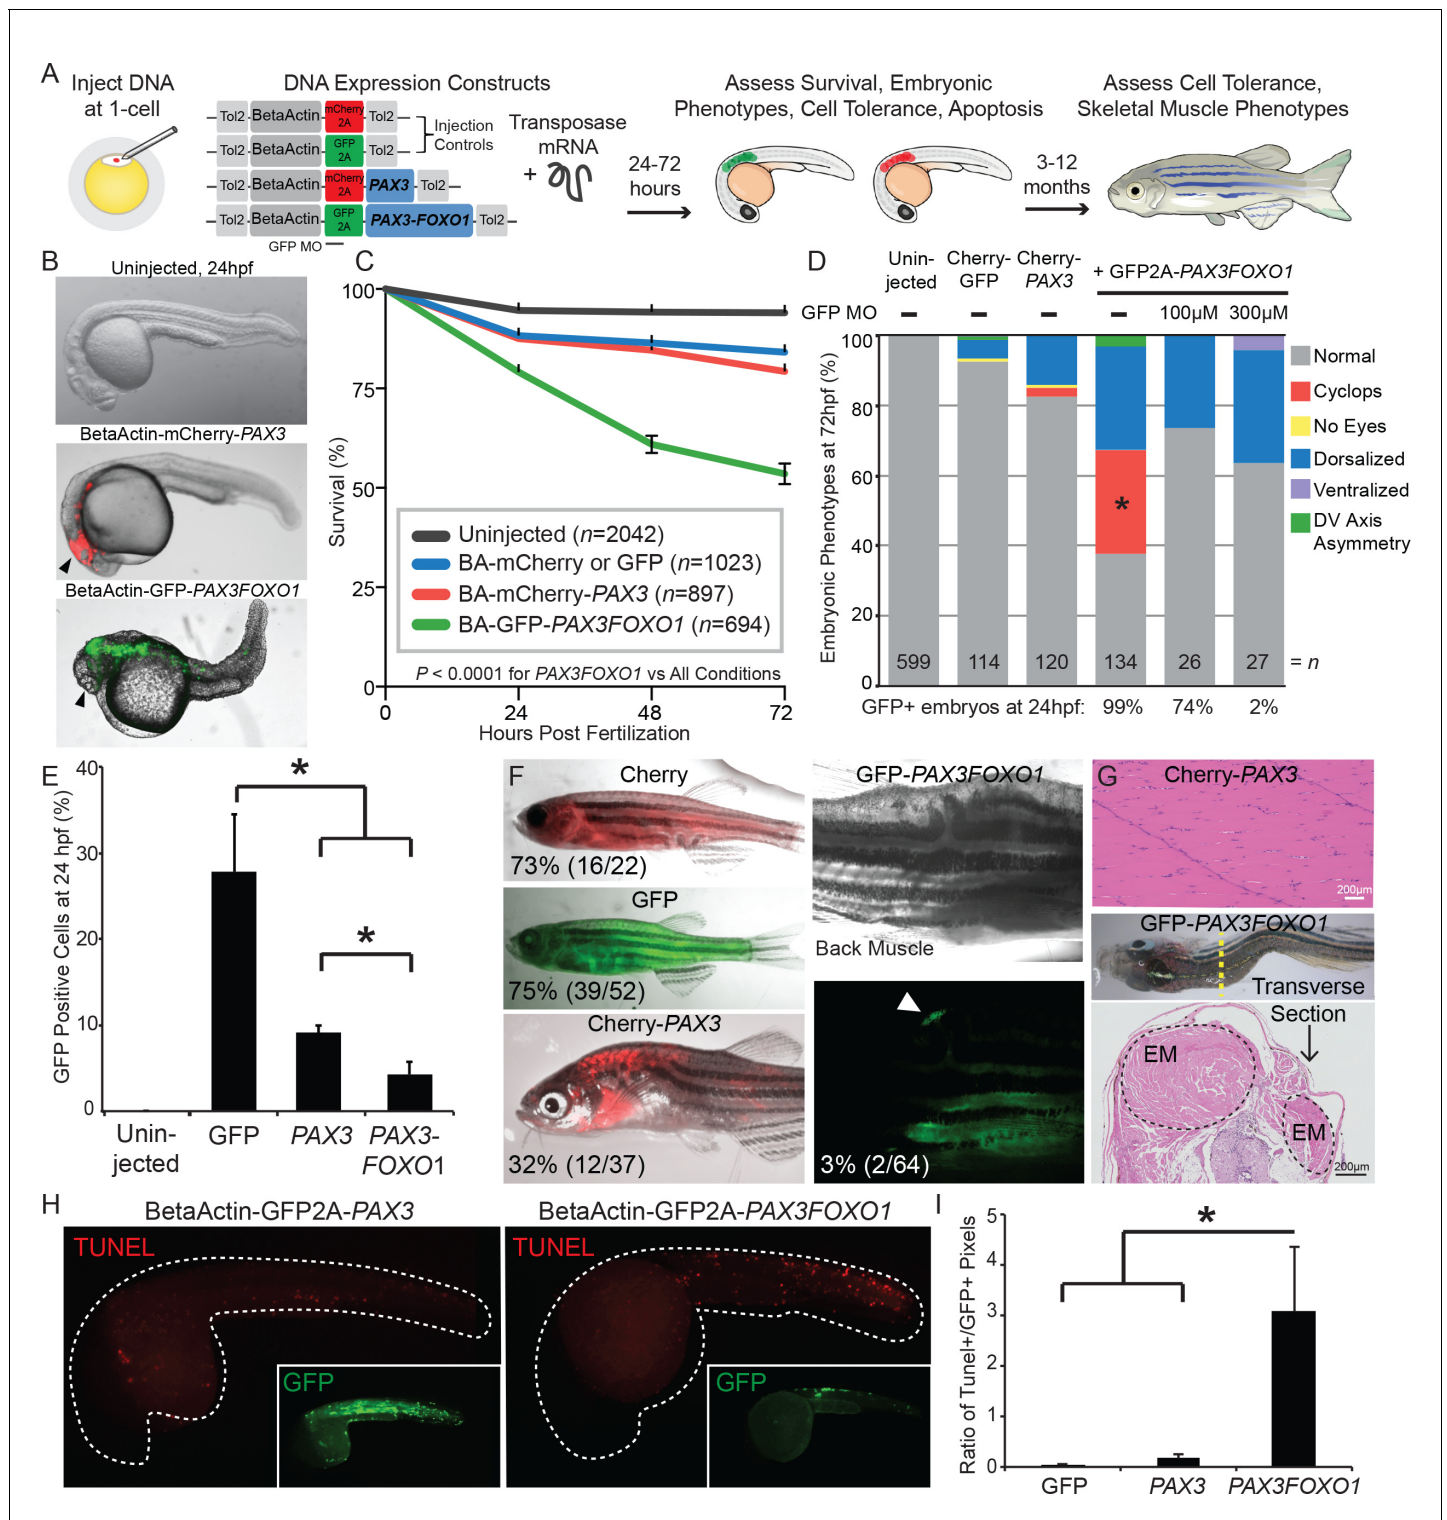 A
Inject DNA
at 1-cell
DNA Expression Constructs
Tol2 BetaActin mCherry 2A Tol2
Tol2 BetaActin GFP 2A Tol2
Injection
Controls
Tol2 BetaActin mCherry 2A PAX3 Tol2
Tol2 BetaActin GFP 2A PAX3-FOXO1 Tol2
GFP MO
+
Transposase
mRNA
24-72
hours
Assess Survival, Embryonic
Phenotypes, Cell Tolerance, Apoptosis
3-12
months
Assess Cell Tolerance,
Skeletal Muscle Phenotypes
B
Uninjected, 24hpf
BetaActin-mCherry-PAX3
BetaActin-GFP-PAX3FOXO1
C
Survival (%)
100
75
50
25
0
Uninjected (n=2042)
BA-mCherry or GFP (n=1023)
BA-mCherry-PAX3 (n=897)
BA-GFP-PAX3FOXO1 (n=694)
P < 0.0001 for PAX3FOXO1 vs All Conditions
0 24 48 72
Hours Post Fertilization
D
Unin-
jected
Cherry-
GFP
Cherry-
PAX3
+ GFP2A-PAX3FOXO1
GFP MO - - - - 100µM 300µM
Embryonic Phenotypes at 72hpf (%)
100
80
60
40
20
0
*
599 114 120 134 26 27 = n
GFP+ embryos at 24hpf: 99% 74% 2%
Normal
Cyclops
No Eyes
Dorsalized
Ventralized
DV Axis
Asymmetry
E
GFP Positive Cells at 24 hpf (%)
40
30
20
10
0
*
*
Unin-
jected
GFP
PAX3
PAX3-
FOXO1
F
Cherry
73% (16/22)
GFP
75% (39/52)
Cherry-PAX3
32% (12/37)
GFP-PAX3FOXO1
Back Muscle
3% (2/64)
G
Cherry-PAX3
200µm
GFP-PAX3FOXO1
Transverse
Section
EM
EM
200µm
H
BetaActin-GFP2A-PAX3
TUNEL
GFP
BetaActin-GFP2A-PAX3FOXO1
TUNEL
GFP
I
Ratio of Tunel+/GFP+ Pixels
5
4
3
2
1
0
*
GFP PAX3 PAX3FOXO1